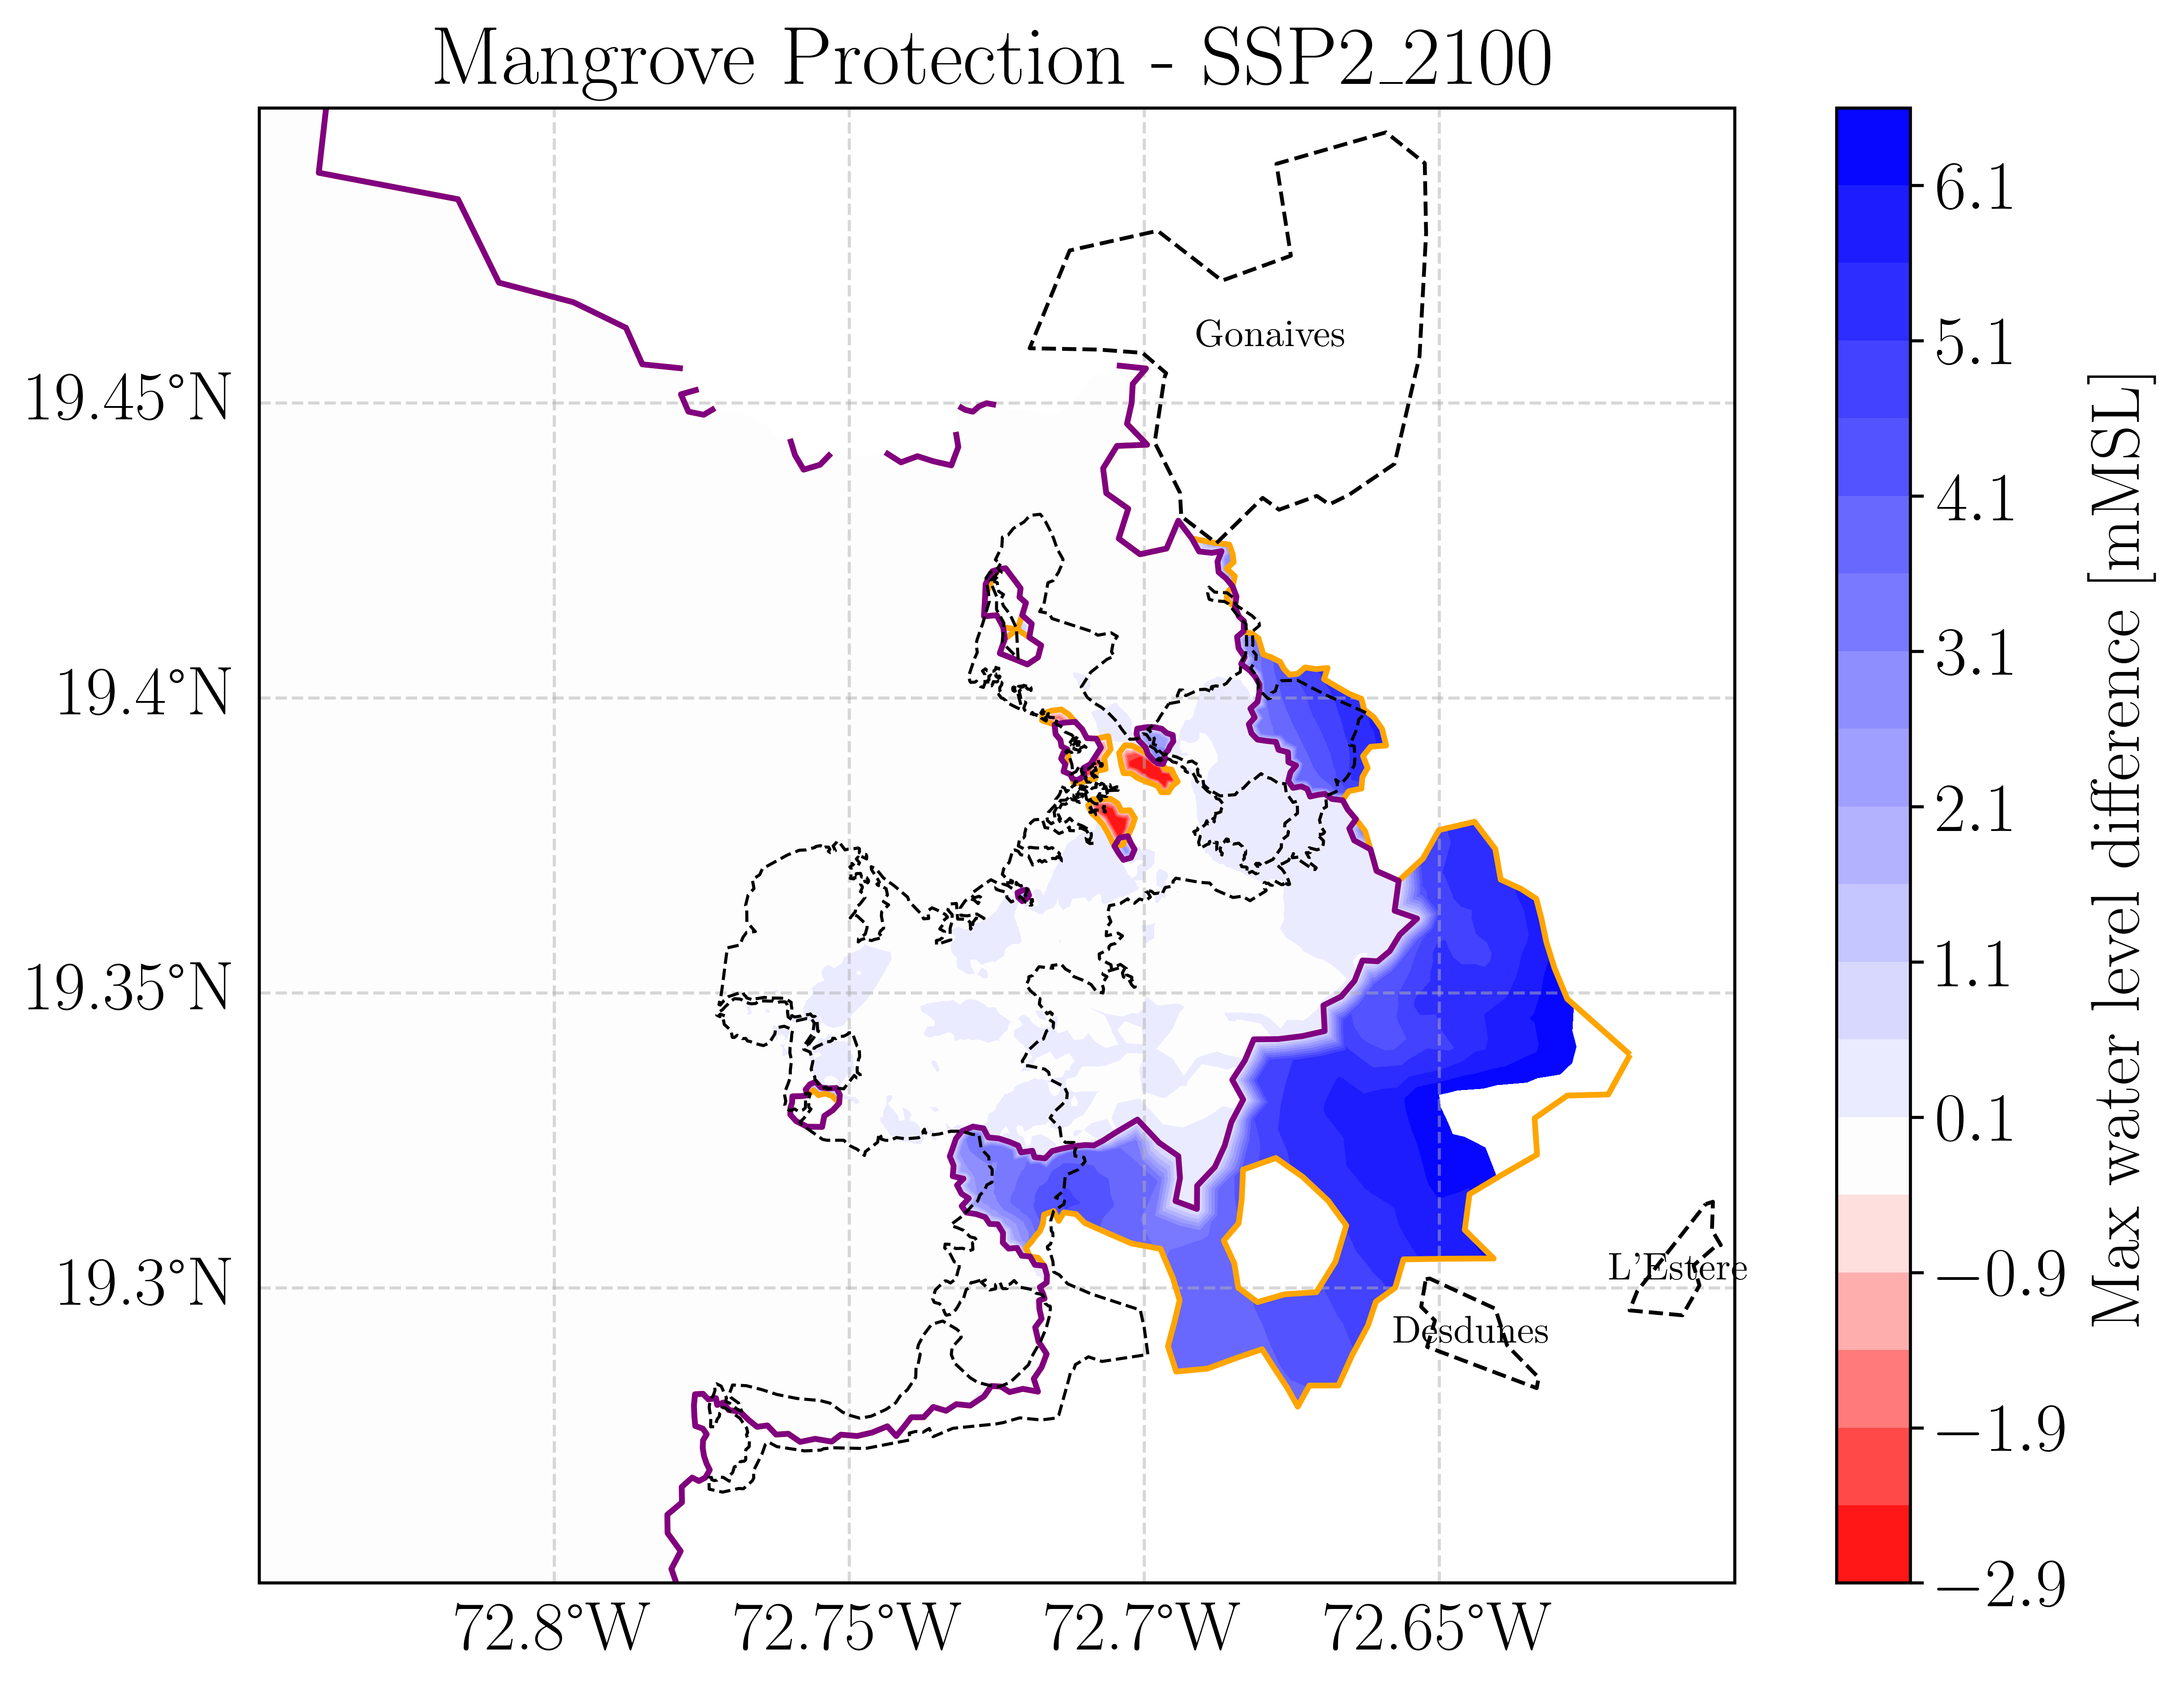 Mangrove Protection - SSP2_2100
Gonaives
L'Estere
Desdunes
19.45°N
19.4°N
19.35°N
19.3°N
72.8°W
72.75°W
72.7°W
72.65°W
6.1
5.1
4.1
3.1
2.1
1.1
0.1
−0.9
−1.9
−2.9
Max water level difference [mMSL]